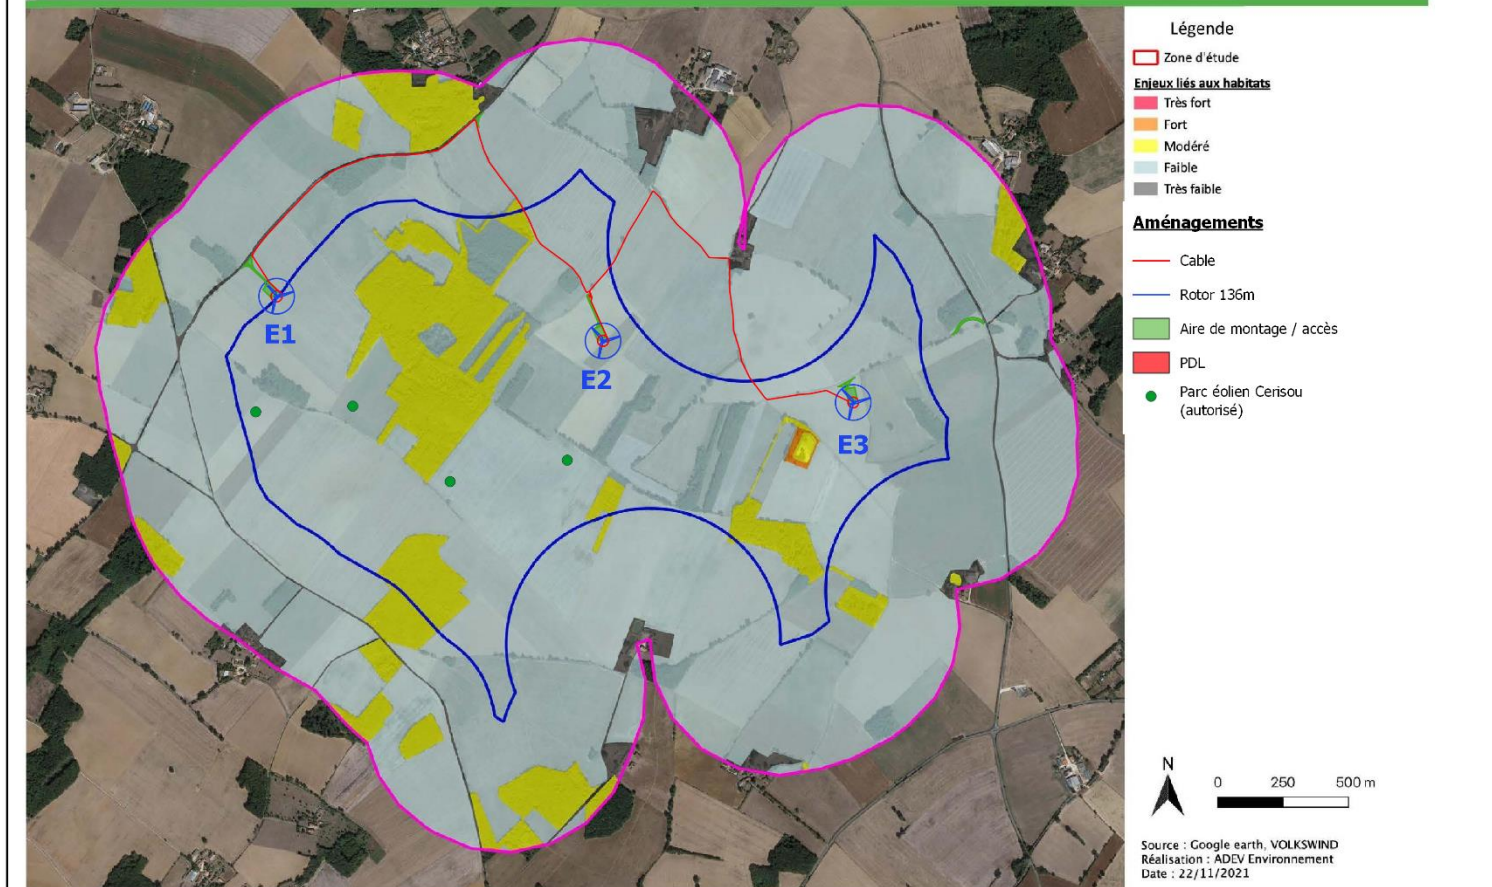 Légende
Zone d'étude
Enjeux liés aux habitats
Très fort
Fort
Modéré
Faible
Très faible
Aménagements
Cable
Rotor 136m
Aire de montage / accès
PDL
Parc éolien Cerisou
(autorisé)
E1
E2
E3
N
0 250 500 m
Source : Google earth, VOLKSWIND
Réalisation : ADEV Environnement
Date : 22/11/2021